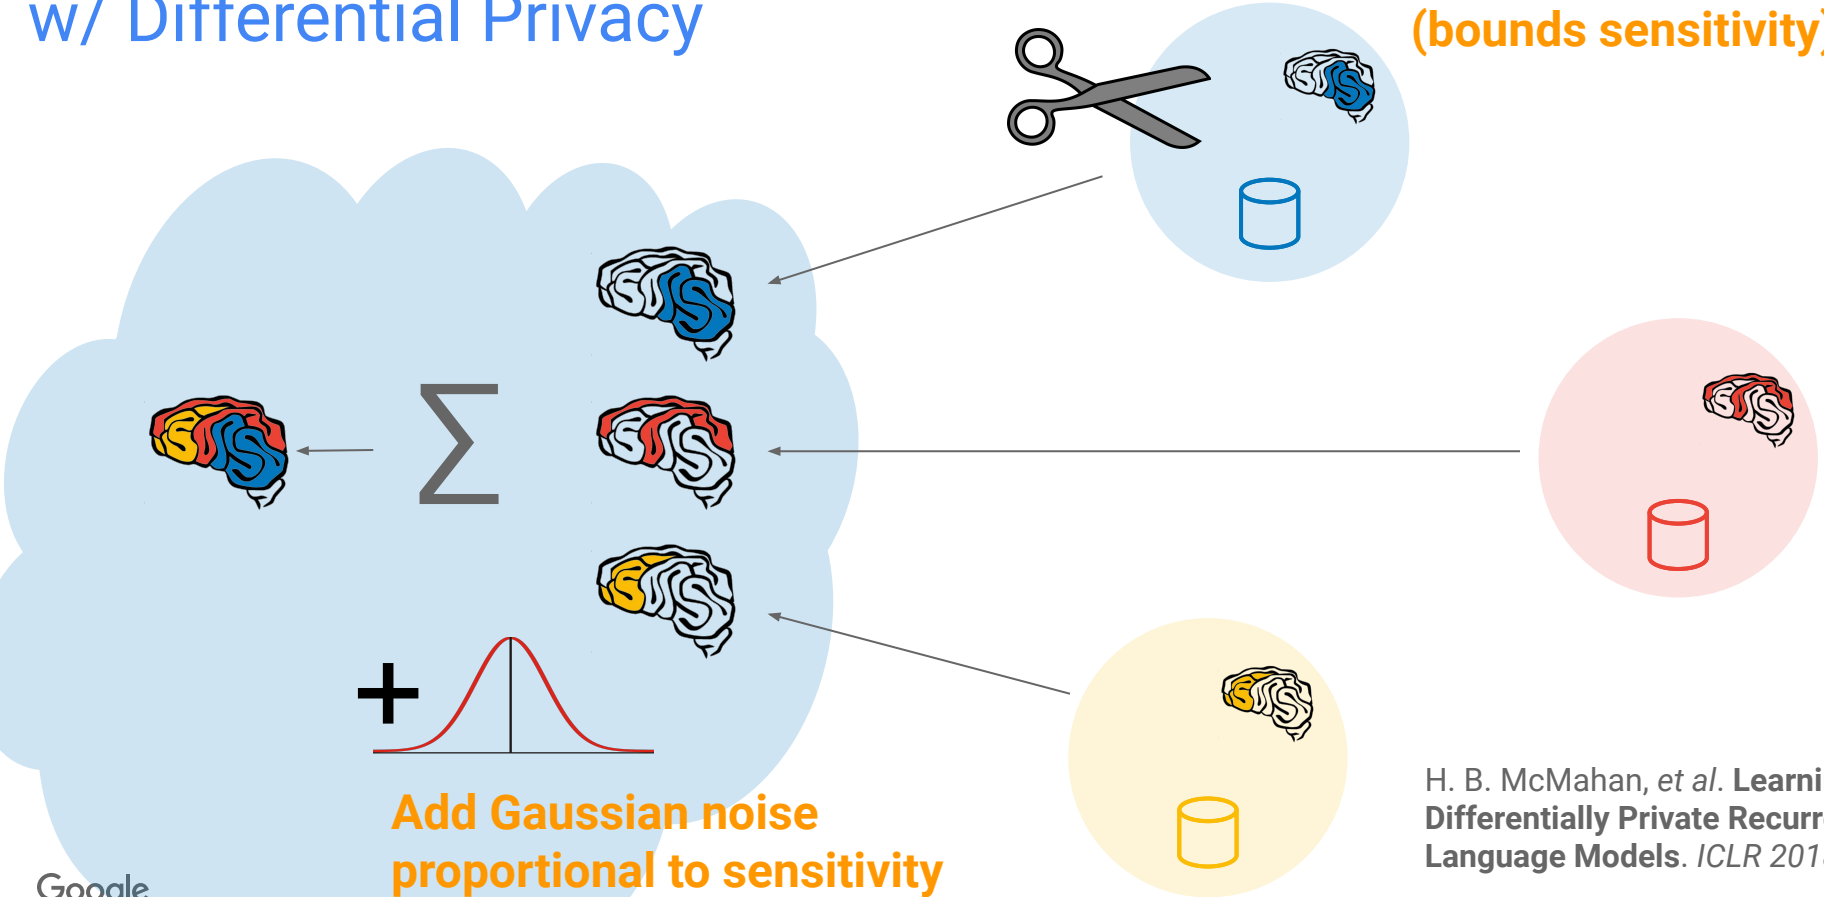 w/ Differential Privacy
(bounds sensitivity)
∑
+
Add Gaussian noise
proportional to sensitivity
H. B. McMahan, et al.
Differentially Private
Language Models. ICLR
Google